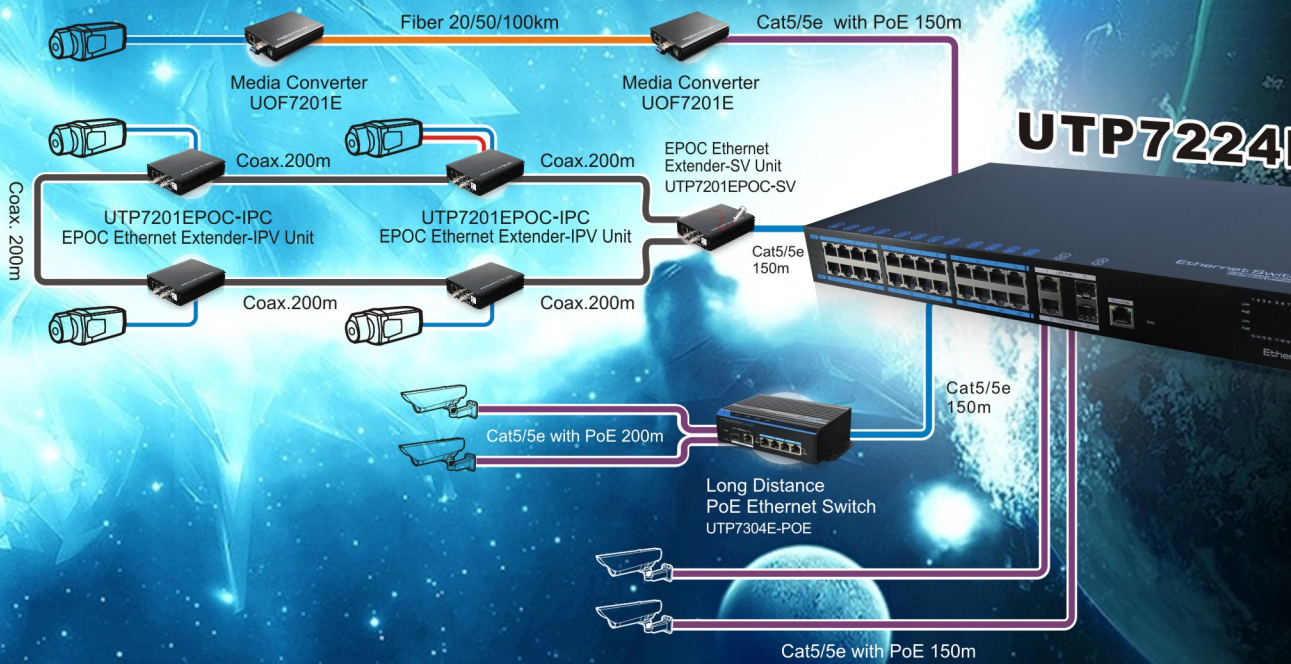 Fiber 20/50/100km
Cat5/5e with PoE 150m
Media Converter
UOF7201E
Media Converter
UOF7201E
UTP7224
EPOC Ethernet
Extender-SV Unit
UTP7201EPOC-SV
Coax.200m
Coax.200m
Coax. 200m
UTP7201EPOC-IPC
EPOC Ethernet Extender-IPV Unit
UTP7201EPOC-IPC
EPOC Ethernet Extender-IPV Unit
Cat5/5e
150m
Coax.200m
Coax.200m
Ethernet Swit
Ether
Cat5/5e
150m
Cat5/5e with PoE 200m
Long Distance
PoE Ethernet Switch
UTP7304E-POE
Cat5/5e with PoE 150m